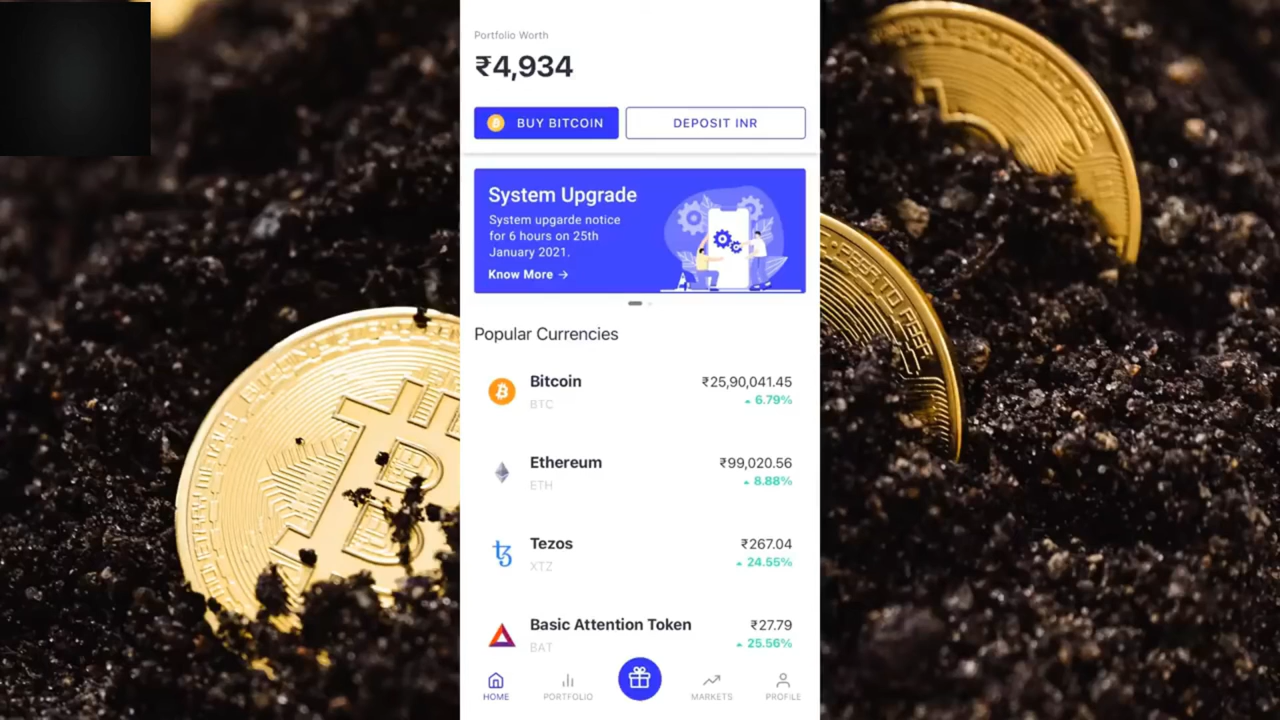 Portfolio Worth
₹4,934
BUY BITCOIN
DEPOSIT INR
System Upgrade
System upgarde notice
for 6 hours on 25th
January 2021.
Know More →
Popular Currencies
Bitcoin
₹25,90,041.45
BTC
6.79%
Ethereum
₹99,020.56
ETH
8.88%
Tezos
₹267.04
XTZ
24.55%
Basic Attention Token
₹27.79
BAT
25.56%
HOME
PORTFOLIO
MARKETS
PROFILE
PEER TO PEER